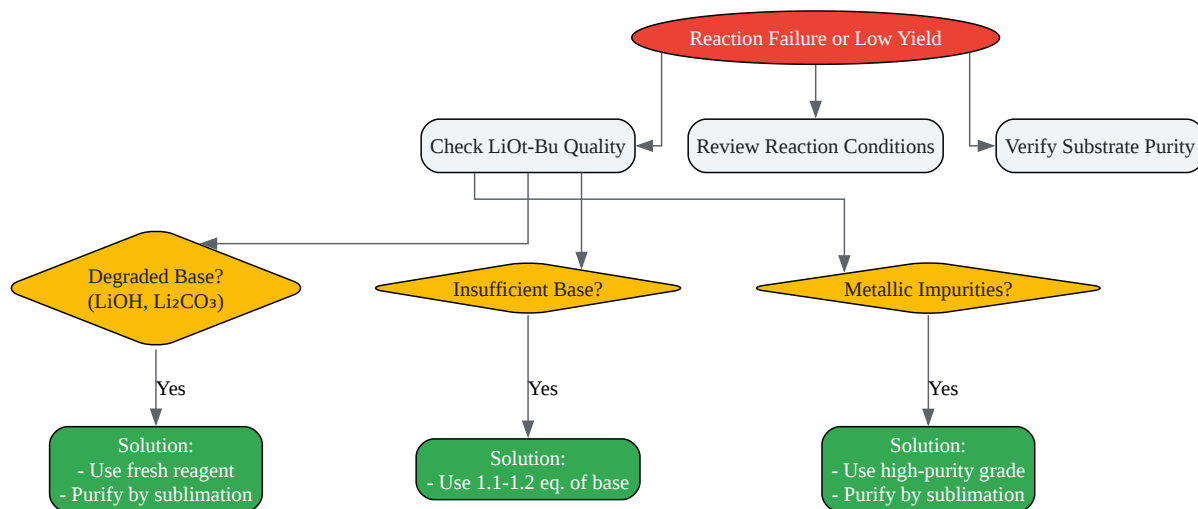 Reaction Failure or Low Yield
Check LiOt-Bu Quality
Review Reaction Conditions
Verify Substrate Purity
Degraded Base?
(LiOH, Li₂CO₃)
Insufficient Base?
Metallic Impurities?
Yes
Yes
Yes
Solution:
- Use fresh reagent
- Purify by sublimation
Solution:
- Use 1.1-1.2 eq. of base
Solution:
- Use high-purity grade
- Purify by sublimation